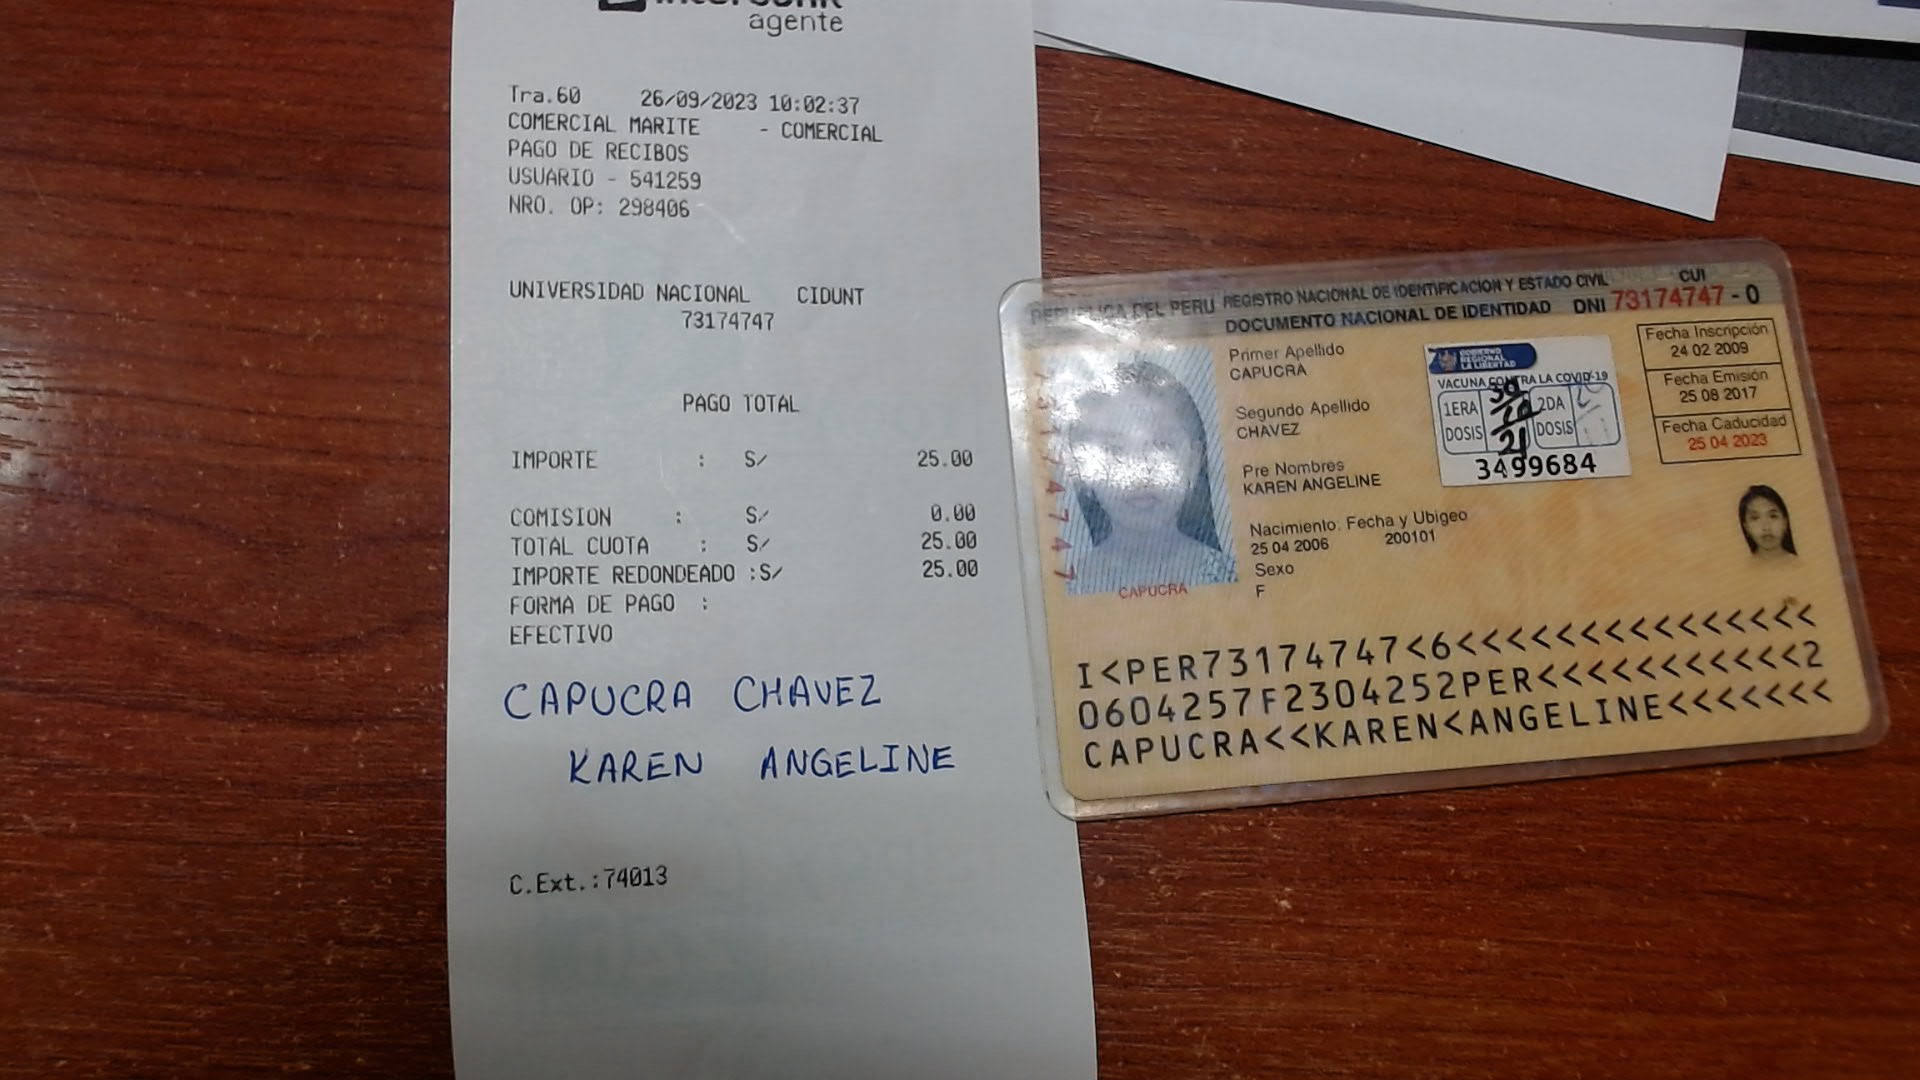 agente
Tra.60 26/09/2023 10:02:37
COMERCIAL MARITE - COMERCIAL
PAGO DE RECIBOS
USUARIO - 541259
NRO. OP: 298406
UNIVERSIDAD NACIONAL CIDUNT
73174747
PAGO TOTAL
IMPORTE : S/ 25.00
COMISION : S/ 0.00
TOTAL CUOTA : S/ 25.00
IMPORTE REDONDEADO :S/ 25.00
FORMA DE PAGO :
EFECTIVO
CAPUCRA CHAVEZ
KAREN ANGELINE
C.Ext.:74013
REPUBLICA DEL PERU REGISTRO NACIONAL DE IDENTIFICACION Y ESTADO CIVIL CUI
DOCUMENTO NACIONAL DE IDENTIDAD DNI 73174747 - 0
Primer Apellido
CAPUCRA
Segundo Apellido
CHAVEZ
Pre Nombres
KAREN ANGELINE
Nacimiento: Fecha y Ubigeo
25 04 2006 200101
Sexo
F
GOBIERNO
REGIONAL
LA LIBERTAD
VACUNA CONTRA LA COVID-19
1ERA DOSIS
2DA DOSIS
3499684
Fecha Inscripción
24 02 2009
Fecha Emisión
25 08 2017
Fecha Caducidad
25 04 2023
CAPUCRA
I<PER73174747<6<<<<<<<<<<<<<<<
0604257F2304252PER<<<<<<<<<<<2
CAPUCRA<<KAREN<ANGELINE<<<<<<<